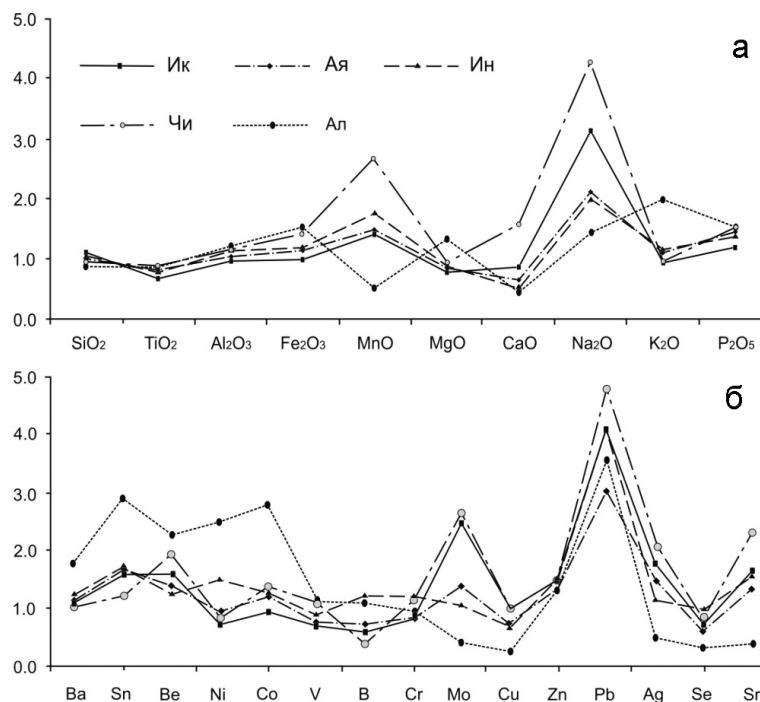 5.0
а
4.0
Ик Ая Ин
3.0
Чи Ал
2.0
1.0
0.0
SiO₂ TiO₂ Al₂O₃ Fe₂O₃ MnO MgO CaO Na₂O K₂O P₂O₅
5.0
б
4.0
3.0
2.0
1.0
0.0
Ba Sn Be Ni Co V B Cr Mo Cu Zn Pb Ag Se Sr